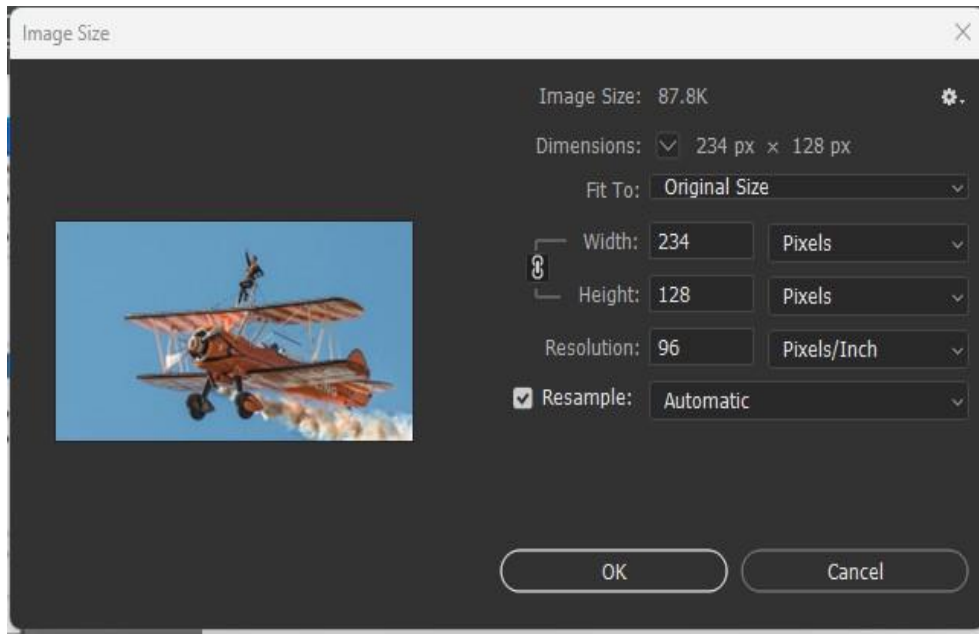 Image Size
Image Size: 87.8K
Dimensions: 234 px × 128 px
Fit To: Original Size
Width: 234 Pixels
Height: 128 Pixels
Resolution: 96 Pixels/Inch
Resample: Automatic
OK Cancel